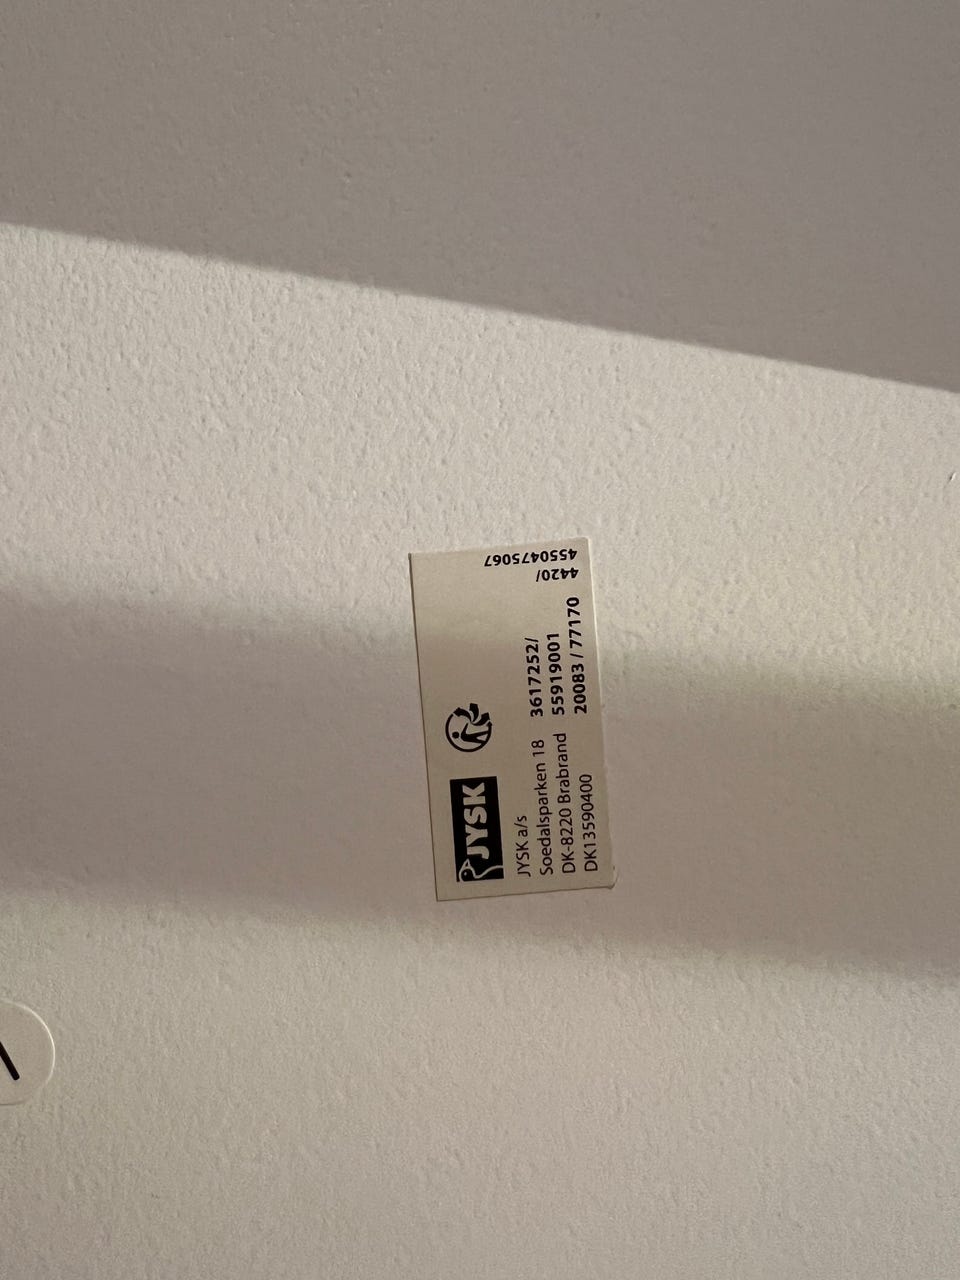 JYSK
JYSK a/s
Soedalsparken 18
DK-8220 Brabrand
DK13590400
3617252/
55919001
20083 / 77170
4420/
4550475067